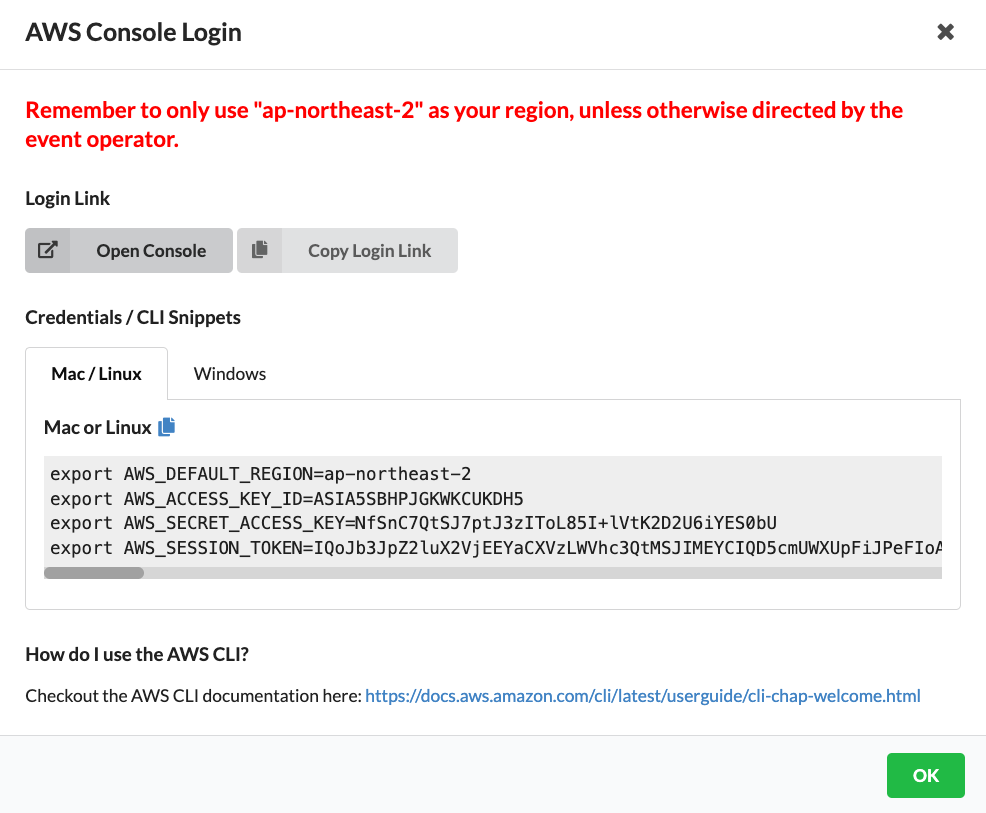 AWS Console Login
Remember to only use "ap-northeast-2" as your region, unless otherwise directed by the
event operator.
Login Link
Open Console
Copy Login Link
Credentials / CLI Snippets
Mac / Linux
Windows
Mac or Linux
export AWS_DEFAULT_REGION=ap-northeast-2
export AWS_ACCESS_KEY_ID=ASIA5SBHPJGKWKCUKDH5
export AWS_SECRET_ACCESS_KEY=NfSnC7QtSJ7ptJ3zIToL85I+lVtK2D2U6iYES0bU
export AWS_SESSION_TOKEN=IQoJb3JpZ2luX2VjEEYaCXVzLWVhc3QtMSJIMEYCIQD5cmUWXUpFiJPeFIoA
How do I use the AWS CLI?
Checkout the AWS CLI documentation here: https://docs.aws.amazon.com/cli/latest/userguide/cli-chap-welcome.html
OK